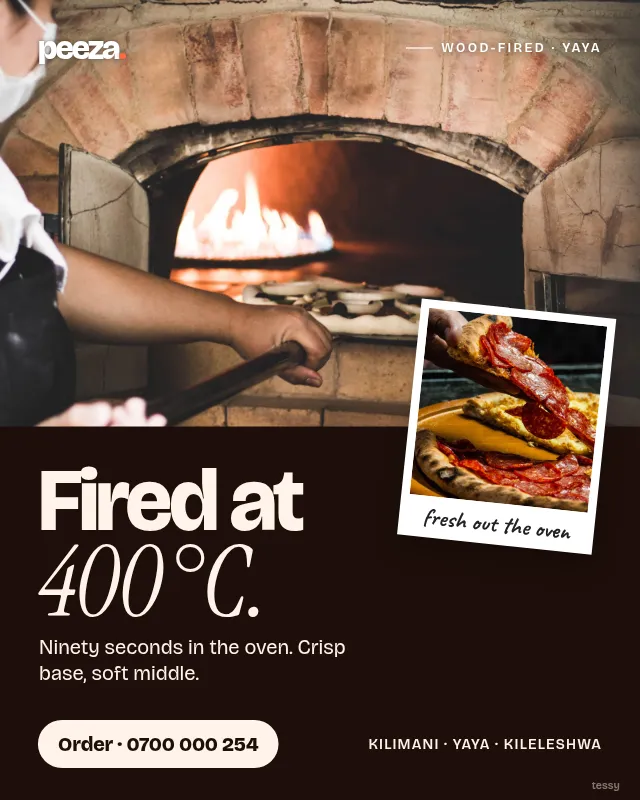 peeza.
WOOD-FIRED · YAYA
fresh out the oven
Fired at
400°C.
Ninety seconds in the oven. Crisp
base, soft middle.
Order · 0700 000 254
KILIMANI · YAYA · KILELESHWA
tessy